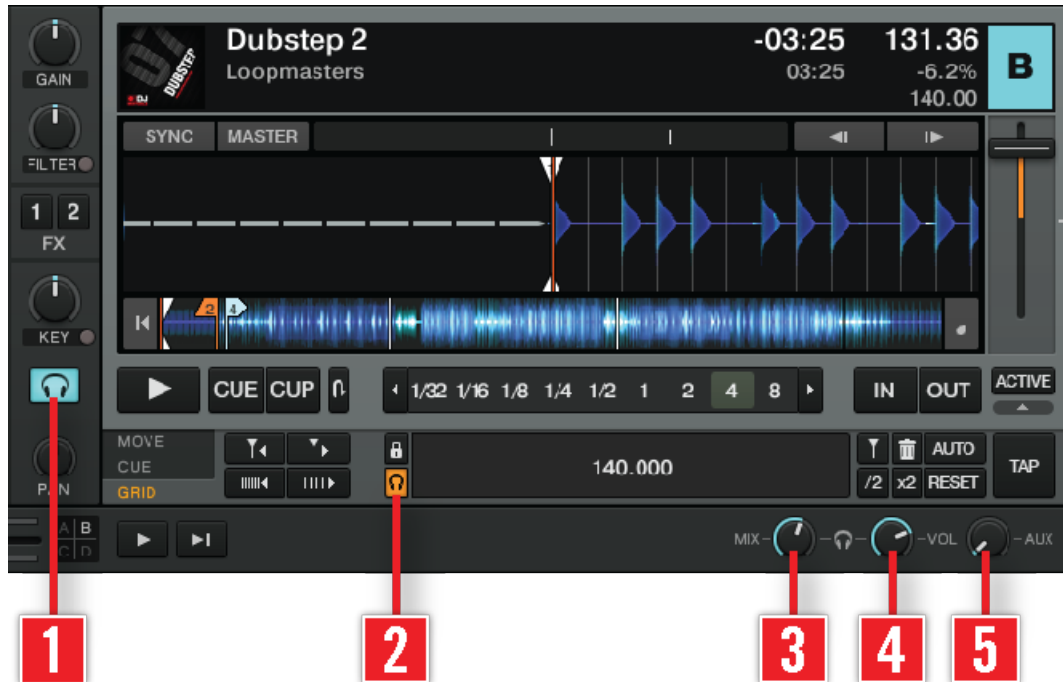 GAIN
FILTER
1 2
FX
KEY
PAN
DJ
DUBSTEP
Dubstep 2
Loopmasters
-03:25
03:25
131.36
-6.2%
140.00
B
SYNC MASTER
2 4
CUE CUP
1/32 1/16 1/8 1/4 1/2 1 2 4 8
IN OUT
ACTIVE
MOVE
CUE
GRID
140.000
AUTO
/2 x2 RESET
TAP
A B
C D
MIX VOL AUX
1 2 3 4 5